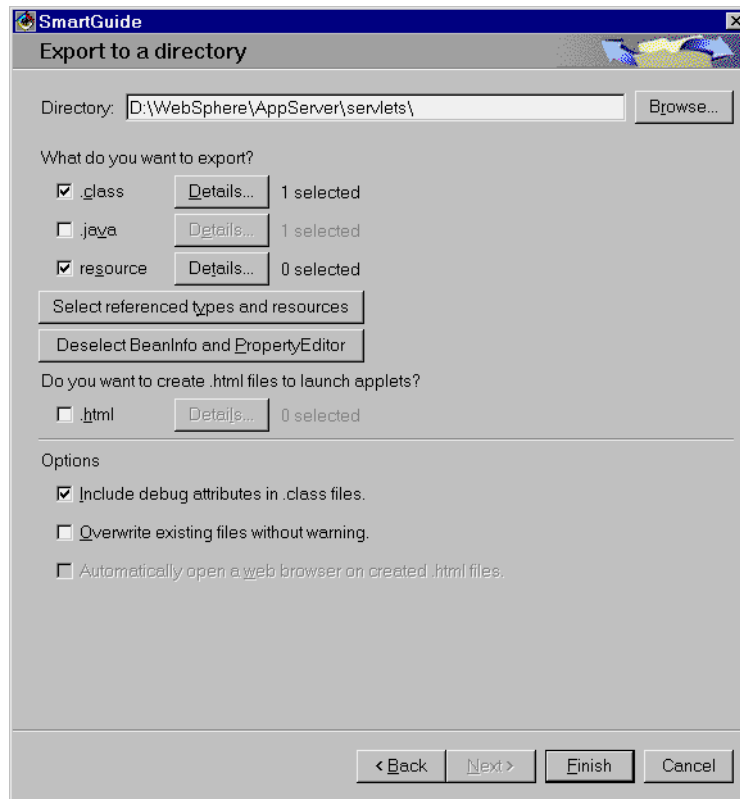 SmartGuide
Export to a directory
Directory: D:\WebSphere\AppServer\servlets\ Browse...
What do you want to export?
.class Details... 1 selected
.java Details... 1 selected
resource Details... 0 selected
Select referenced types and resources
Deselect BeanInfo and PropertyEditor
Do you want to create .html files to launch applets?
.html Details... 0 selected
Options
Include debug attributes in .class files.
Overwrite existing files without warning.
Automatically open a web browser on created .html files.
< Back Next > Finish Cancel